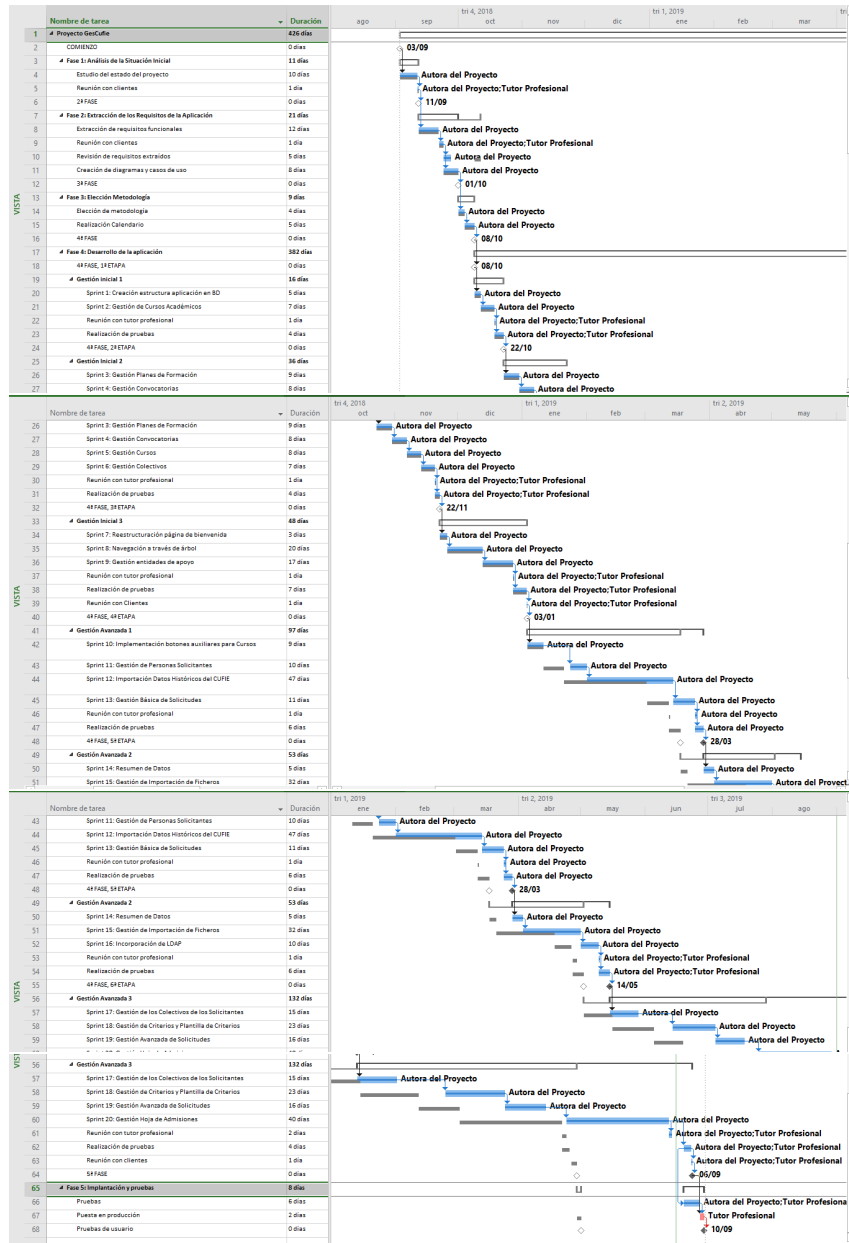 tri 4, 2018 tri 1, 2019 tri
Nombre de tarea Duración ago sep oct dic ene feb mar
1 Proyecto GesCufie 426 días
2 COMIENZO 0 días 03/09
3 Fase 1: Análisis de la Situación Inicial 11 días
4 Estudio del estado del proyecto 10 días Autora del Proyecto
5 Reunión con clientes 1 día Autora del Proyecto;Tutor Profesional
6 2ª FASE 0 días 11/09
7 Fase 2: Extracción de los Requisitos de la Aplicación 21 días
8 Extracción de requisitos funcionales 12 días Autora del Proyecto
9 Reunión con clientes 1 día Autora del Proyecto;Tutor Profesional
10 Revisión de requisitos extraídos 5 días Autora del Proyecto
11 Creación de diagramas y casos de uso 8 días Autora del Proyecto
12 3ª FASE 0 días 01/10
13 Fase 3: Elección Metodología 9 días
14 Elección de metodología 4 días Autora del Proyecto
15 Realización Calendario 5 días Autora del Proyecto
16 4ª FASE 0 días 08/10
17 Fase 4: Desarrollo de la aplicación 382 días
18 4ª FASE, 1ª ETAPA 0 días 08/10
19 Gestión inicial 1 16 días
20 Sprint 1: Creación estructura aplicación en BD 5 días Autora del Proyecto
21 Sprint 2: Gestión de Cursos Académicos 7 días Autora del Proyecto
22 Reunión con tutor profesional 1 día Autora del Proyecto;Tutor Profesional
23 Realización de pruebas 4 días Autora del Proyecto;Tutor Profesional
24 4ª FASE, 2ª ETAPA 0 días 22/10
25 Gestión Inicial 2 36 días
26 Sprint 3: Gestión Planes de Formación 9 días Autora del Proyecto
27 Sprint 4: Gestión Convocatorias 8 días Autora del Proyecto
VISTA
tri 4, 2018 tri 1, 2019 tri 2, 2019
Nombre de tarea Duración oct nov dic ene feb mar abr may
26 Sprint 3: Gestión Planes de Formación 9 días Autora del Proyecto
27 Sprint 4: Gestión Convocatorias 8 días Autora del Proyecto
28 Sprint 5: Gestión Cursos 8 días Autora del Proyecto
29 Sprint 6: Gestión Colectivos 7 días Autora del Proyecto
30 Reunión con tutor profesional 1 día Autora del Proyecto;Tutor Profesional
31 Realización de pruebas 4 días Autora del Proyecto;Tutor Profesional
32 4ª FASE, 3ª ETAPA 0 días 22/11
33 Gestión Inicial 3 48 días
34 Sprint 7: Reestructuración página de bienvenida 3 días Autora del Proyecto
35 Sprint 8: Navegación a través de árbol 20 días Autora del Proyecto
36 Sprint 9: Gestión entidades de apoyo 17 días Autora del Proyecto
37 Reunión con tutor profesional 1 día Autora del Proyecto;Tutor Profesional
38 Realización de pruebas 7 días Autora del Proyecto;Tutor Profesional
39 Reunión con Clientes 1 día Autora del Proyecto;Tutor Profesional
40 4ª FASE, 4ª ETAPA 0 días 03/01
41 Gestión Avanzada 1 97 días
42 Sprint 10: Implementación botones auxiliares para Cursos 9 días Autora del Proyecto
43 Sprint 11: Gestión de Personas Solicitantes 10 días Autora del Proyecto
44 Sprint 12: Importación Datos Históricos del CUFIE 47 días Autora del Proyecto
45 Sprint 13: Gestión Básica de Solicitudes 11 días Autora del Proyecto
46 Reunión con tutor profesional 1 día Autora del Proyecto
47 Realización de pruebas 6 días Autora del Proyecto
48 4ª FASE, 5ª ETAPA 0 días 28/03
49 Gestión Avanzada 2 53 días
50 Sprint 14: Resumen de Datos 5 días Autora del Proyecto
51 Sprint 15: Gestión de Importación de Ficheros 32 días Autora del Proyect
VISTA
tri 1, 2019 tri 2, 2019 tri 3, 2019
Nombre de tarea Duración ene feb mar abr may jun jul ago
43 Sprint 11: Gestión de Personas Solicitantes 10 días Autora del Proyecto
44 Sprint 12: Importación Datos Históricos del CUFIE 47 días Autora del Proyecto
45 Sprint 13: Gestión Básica de Solicitudes 11 días Autora del Proyecto
46 Reunión con tutor profesional 1 día Autora del Proyecto
47 Realización de pruebas 6 días Autora del Proyecto
48 4ª FASE, 5ª ETAPA 0 días 28/03
49 Gestión Avanzada 2 53 días
50 Sprint 14: Resumen de Datos 5 días Autora del Proyecto
51 Sprint 15: Gestión de Importación de Ficheros 32 días Autora del Proyecto
52 Sprint 16: Incorporación de LDAP 10 días Autora del Proyecto
53 Reunión con tutor profesional 1 día Autora del Proyecto;Tutor Profesional
54 Realización de pruebas 6 días Autora del Proyecto;Tutor Profesional
55 4ª FASE, 6ª ETAPA 0 días 14/05
56 Gestión Avanzada 3 132 días
57 Sprint 17: Gestión de los Colectivos de los Solicitantes 15 días Autora del Proyecto
58 Sprint 18: Gestión de Criterios y Plantilla de Criterios 23 días Autora del Proyecto
59 Sprint 19: Gestión Avanzada de Solicitudes 16 días Autora del Proyecto
VISTA
56 Gestión Avanzada 3 132 días
57 Sprint 17: Gestión de los Colectivos de los Solicitantes 15 días Autora del Proyecto
58 Sprint 18: Gestión de Criterios y Plantilla de Criterios 23 días Autora del Proyecto
59 Sprint 19: Gestión Avanzada de Solicitudes 16 días Autora del Proyecto
60 Sprint 20: Gestión Hoja de Admisiones 40 días Autora del Proyecto
61 Reunión con tutor profesional 2 días Autora del Proyecto;Tutor Profesional
62 Realización de pruebas 4 días Autora del Proyecto;Tutor Profesional
63 Reunión con clientes 1 día Autora del Proyecto;Tutor Profesional
64 5ª FASE 0 días 06/09
65 Fase 5: Implantación y pruebas 8 días
66 Pruebas 6 días Autora del Proyecto;Tutor Profesiona
67 Puesta en producción 2 días Tutor Profesional
68 Pruebas de usuario 0 días 10/09